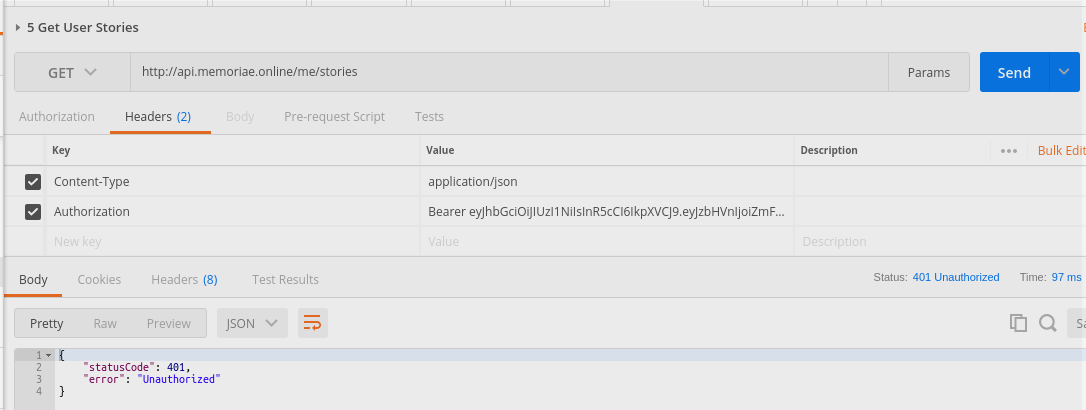 5 Get User Stories
GET http://api.memoriae.online/me/stories Params Send
Authorization Headers (2) Body Pre-request Script Tests
Key Value Description Bulk Edit
Content-Type application/json
Authorization Bearer eyJhbGciOiJIUzI1NiIsInR5cCI6IkpXVCJ9.eyJzbHVnIjoiZmF...
New key Value Description
Body Cookies Headers (8) Test Results Status: 401 Unauthorized Time: 97 ms
Pretty Raw Preview JSON
1 {
2 "statusCode": 401,
3 "error": "Unauthorized"
4 }